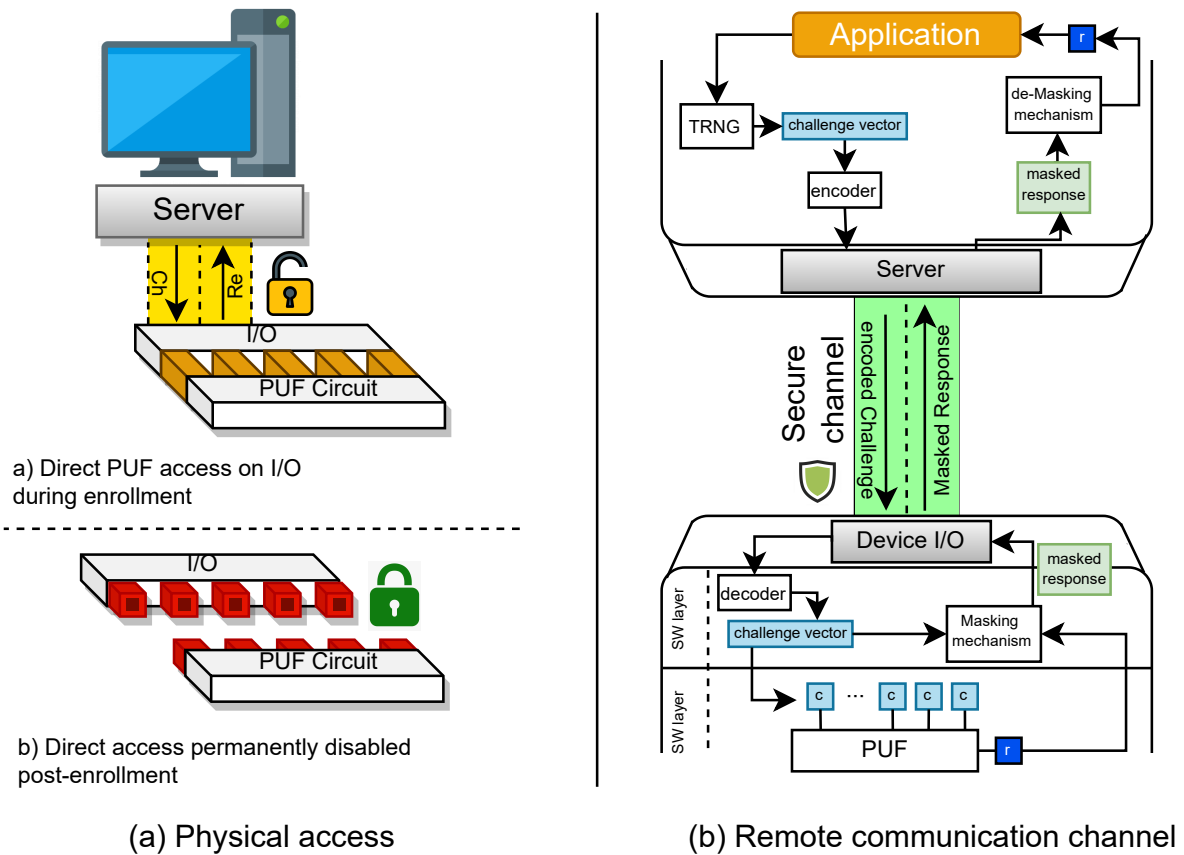 Server
Ch
Re
I/O
PUF Circuit
a) Direct PUF access on I/O
during enrollment
I/O
PUF Circuit
b) Direct access permanently disabled
post-enrollment
(a) Physical access
Application
r
TRNG
challenge vector
de-Masking
mechanism
encoder
masked
response
Server
Secure
channel
encoded Challenge
Masked Response
Device I/O
masked
response
SW layer
decoder
challenge vector
Masking
mechanism
SW layer
c ... c c c
PUF
r
(b) Remote communication channel